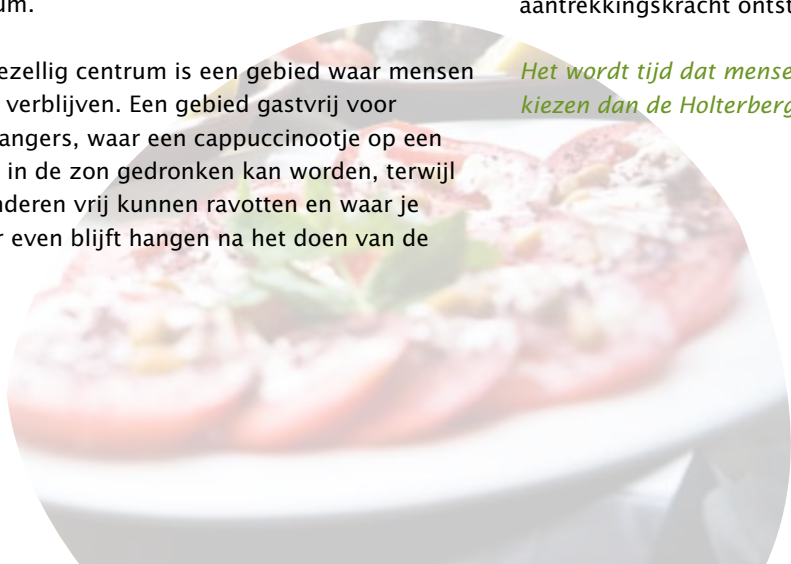 um.
ezellig centrum is een gebied waar mensen
verblijven. Een gebied gastvrij voor
angers, waar een cappuccinootje op een
in de zon gedronken kan worden, terwijl
nderen vrij kunnen ravotten en waar je
r even blijft hangen na het doen van de
aantrekkingskracht ontst
Het wordt tijd dat mense
kiezen dan de Holterberg